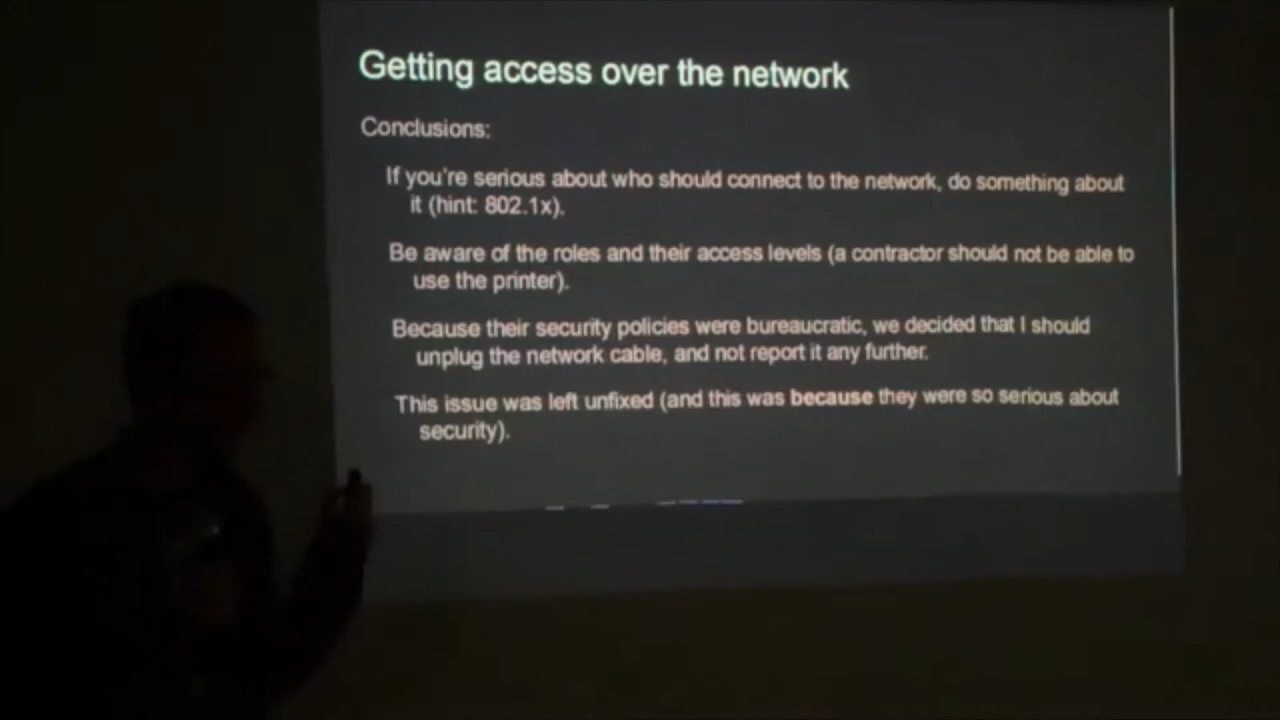 Getting access over the network
Conclusions:
If you're serious about who should connect to the network, do something about
it (hint: 802.1x).
Be aware of the roles and their access levels (a contractor should not be able to
use the printer).
Because their security policies were bureaucratic, we decided that I should
unplug the network cable, and not report it any further.
This issue was left unfixed (and this was because they were so serious about
security).